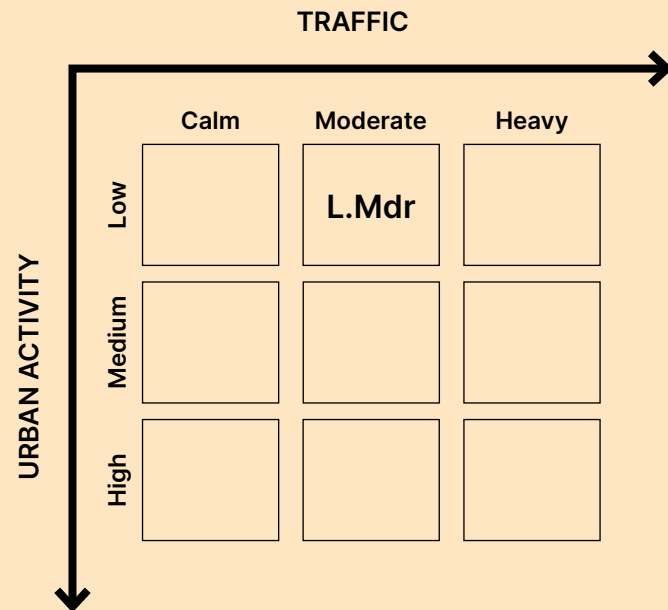 TRAFFIC
Calm Moderate Heavy
Low
L.Mdr
Medium
High
URBAN ACTIVITY